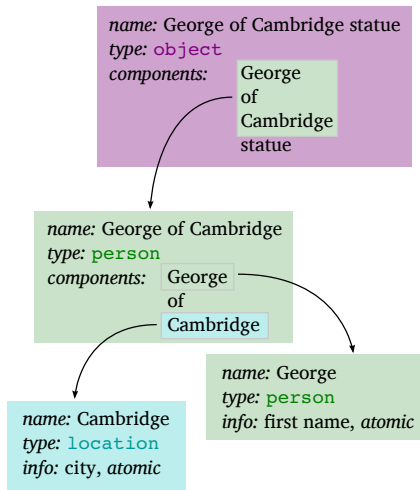 name: George of Cambridge statue
type: object
components: George
of
Cambridge
statue
name: George of Cambridge
type: person
components: George
of
Cambridge
name: George
type: person
info: first name, atomic
name: Cambridge
type: location
info: city, atomic